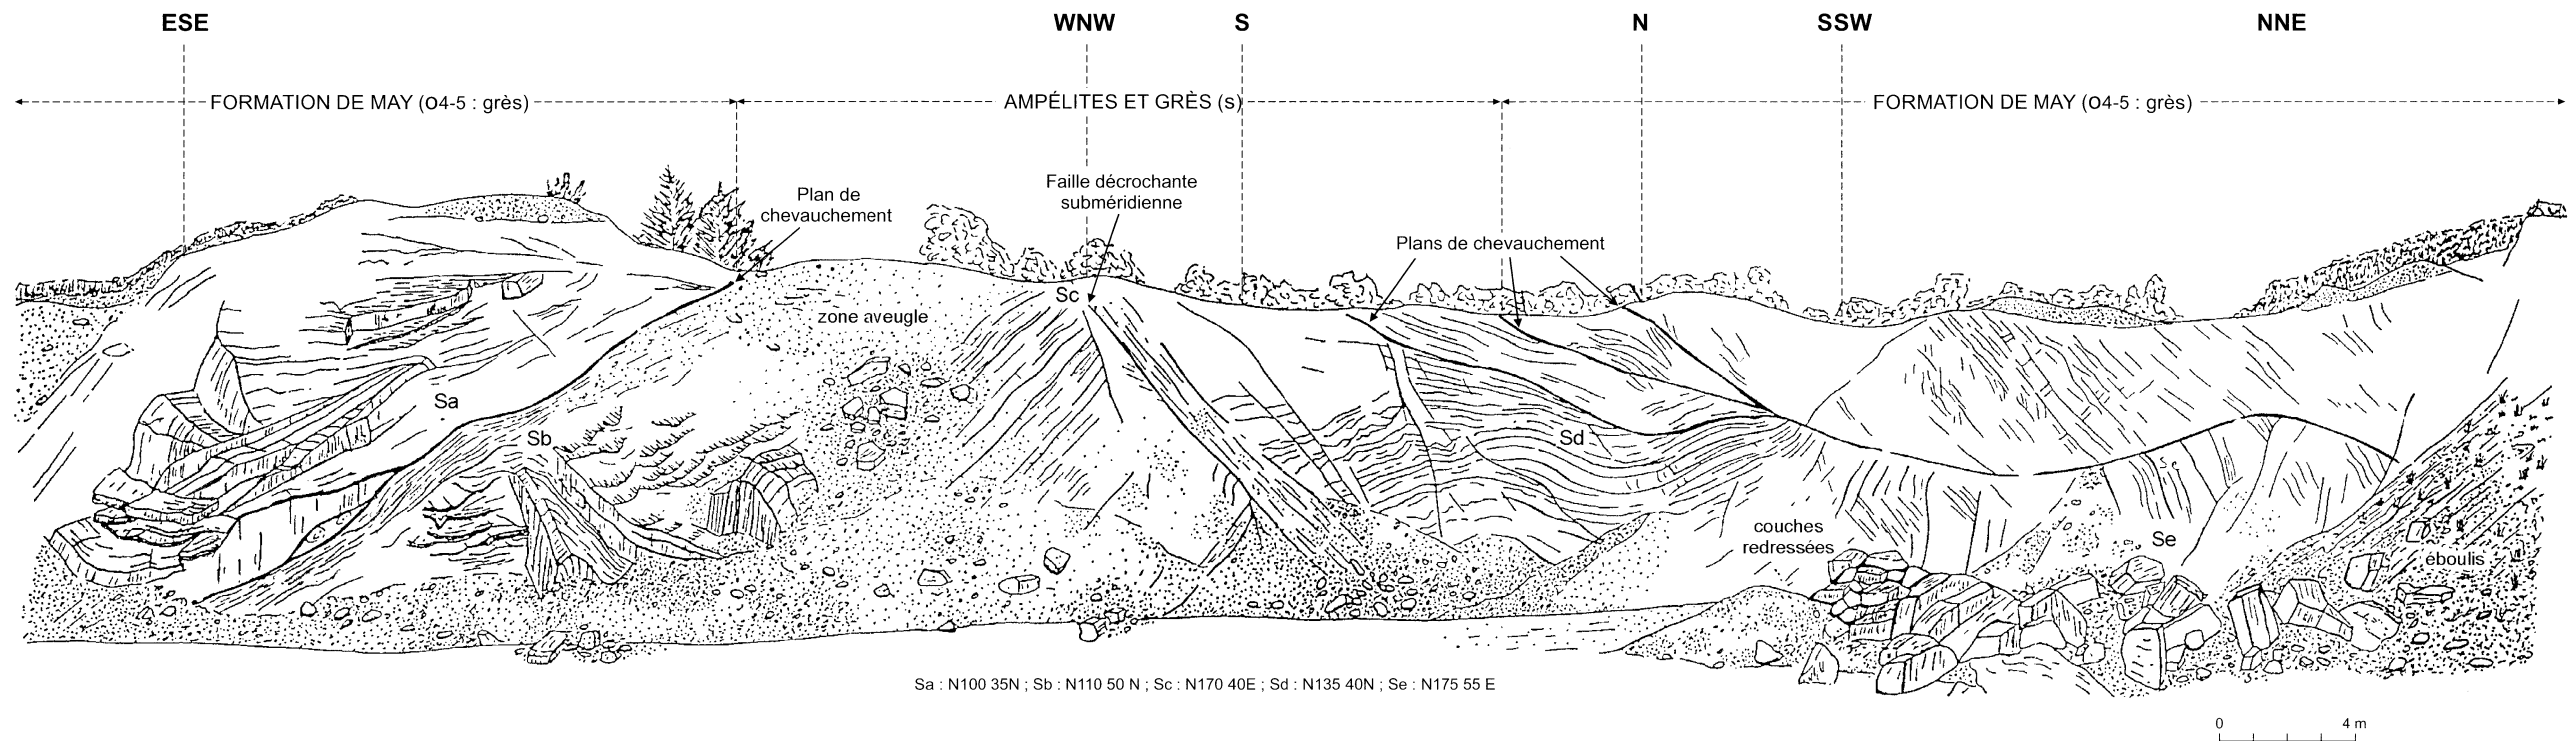 ESE
WNW
S
N
SSW
NNE
FORMATION DE MAY (O4-5 : grès)
AMPÉLITES ET GRÈS (s)
FORMATION DE MAY (O4-5 : grès)
Plan de
chevauchement
Faille décrochante
subméridienne
Plans de chevauchement
Sc
zone aveugle
Sa
Sb
Sd
couches
redressées
Se
éboulis
Sa : N100 35N ; Sb : N110 50 N ; Sc : N170 40E ; Sd : N135 40N ; Se : N175 55 E
0
4 m